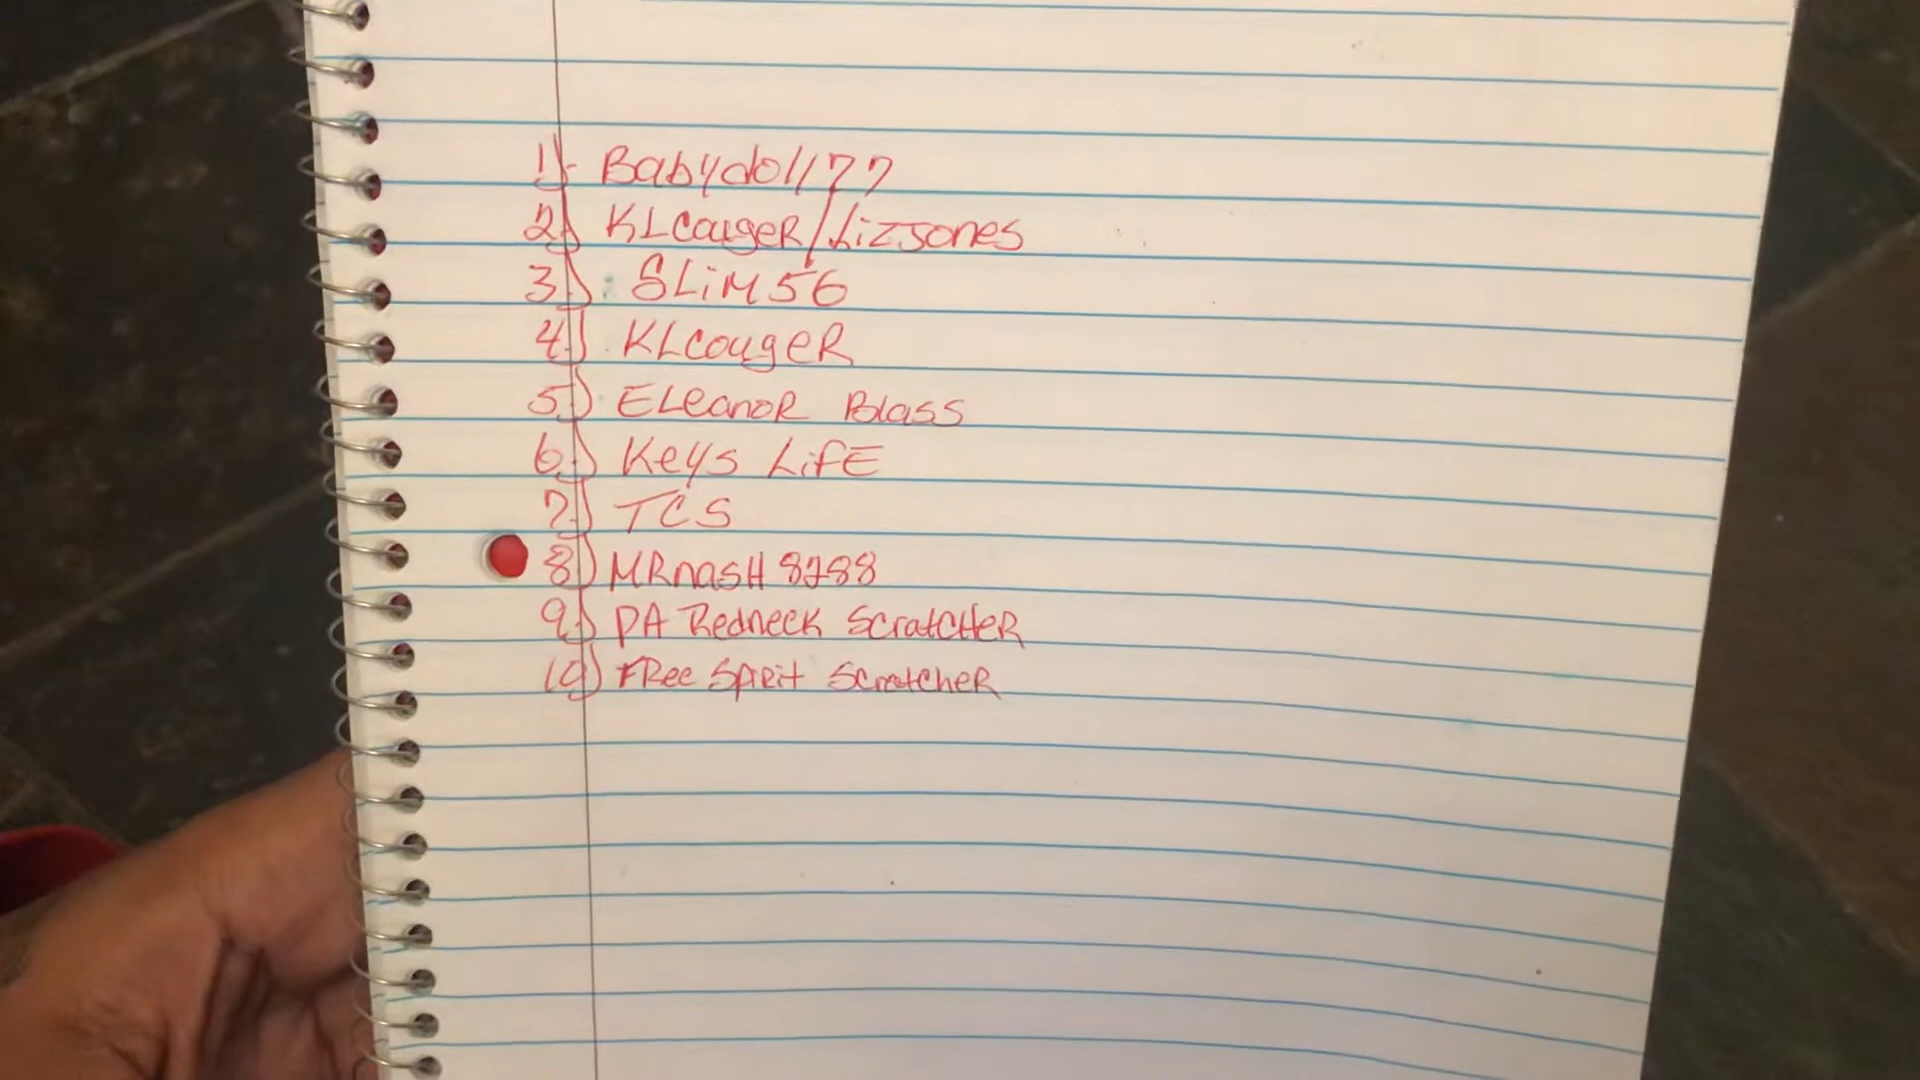 1) Babydoll77
2) KLcouger/Lizjones
3) SLiM56
4) KLcougeR
5) ELeanoR Blass
6) Keys LifE
7) TCS
8) MRnasH 8788
9) PA Redneck ScratcHeR
10) FRee SpiRit ScratcheR